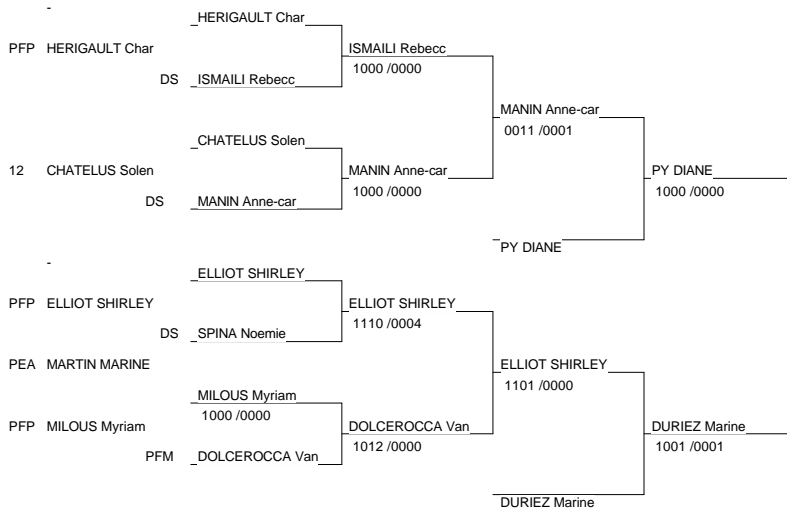 -
HERIGAULT Char
PFP HERIGAULT Char
ISMAILI Rebecc
1000 /0000
DS ISMAILI Rebecc
MANIN Anne-car
0011 /0001
CHATELUS Solen
12 CHATELUS Solen
MANIN Anne-car
1000 /0000
PY DIANE
1000 /0000
DS MANIN Anne-car
PY DIANE
-
ELLIOT SHIRLEY
PFP ELLIOT SHIRLEY
ELLIOT SHIRLEY
1110 /0004
DS SPINA Noemie
PEA MARTIN MARINE
ELLIOT SHIRLEY
1101 /0000
MILOUS Myriam
1000 /0000
PFP MILOUS Myriam
DOLCEROCCA Van
1012 /0000
DURIEZ Marine
1001 /0001
PFM DOLCEROCCA Van
DURIEZ Marine